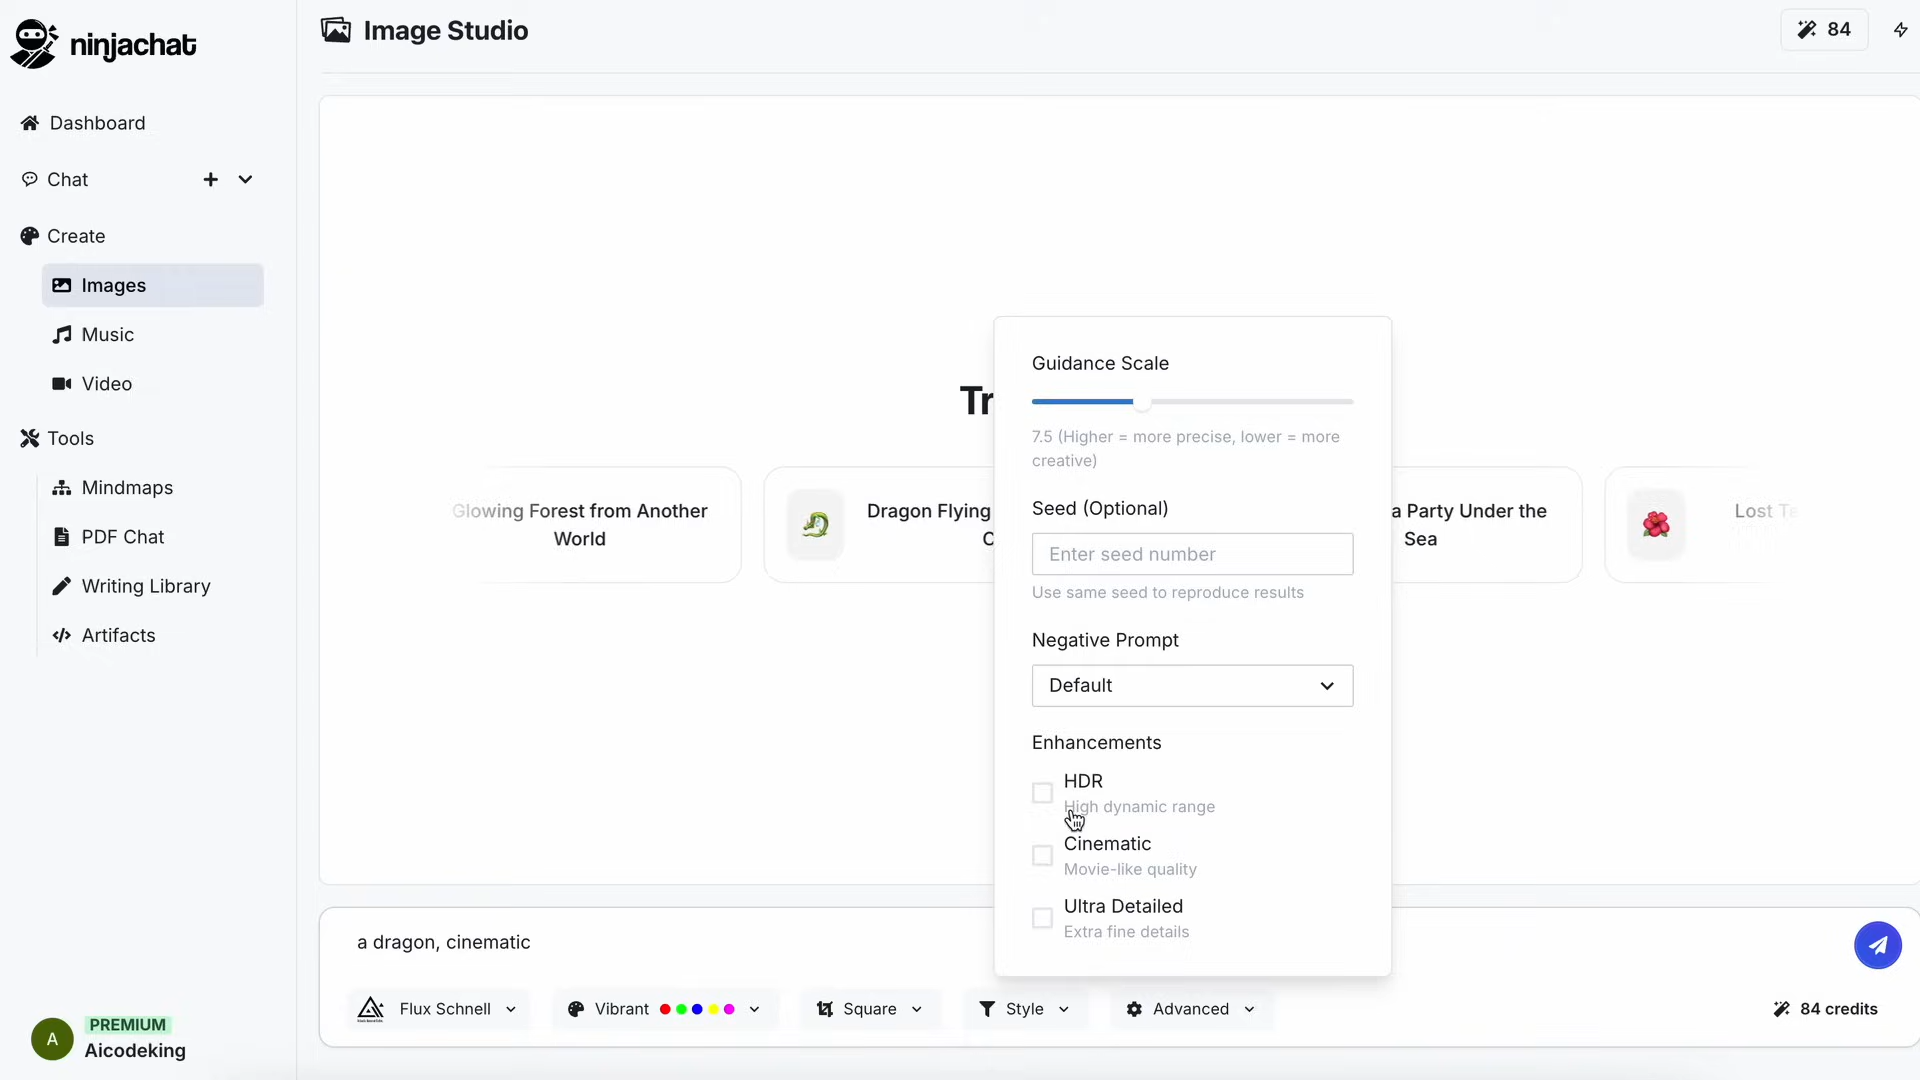 ninjachat
Dashboard
Chat
Create
Images
Music
Video
Tools
Mindmaps
PDF Chat
Writing Library
Artifacts
A
PREMIUM
Aicodeking
Image Studio
84
Tr
Glowing Forest from Another
World
Dragon Flying
a Party Under the
Sea
Lost
Guidance Scale
7.5 (Higher = more precise, lower = more
creative)
Seed (Optional)
Enter seed number
Use same seed to reproduce results
Negative Prompt
Default
Enhancements
HDR
High dynamic range
Cinematic
Movie-like quality
Ultra Detailed
Extra fine details
a dragon, cinematic
Flux Schnell
Vibrant
Square
Style
Advanced
84 credits